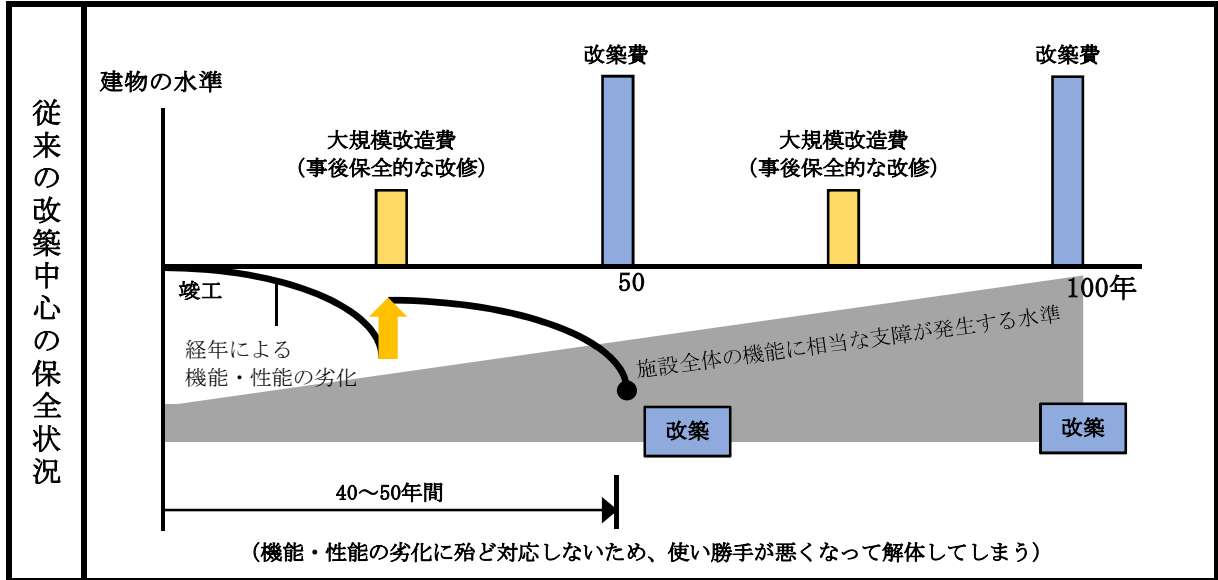 従来の改築中心の保全状況
建物の水準
改築費
改築費
大規模改造費
（事後保全的な改修）
大規模改造費
（事後保全的な改修）
竣工
50
100年
経年による
機能・性能の劣化
施設全体の機能に相当な支障が発生する水準
改築
改築
40～50年間
（機能・性能の劣化に殆ど対応しないため、使い勝手が悪くなって解体してしまう）